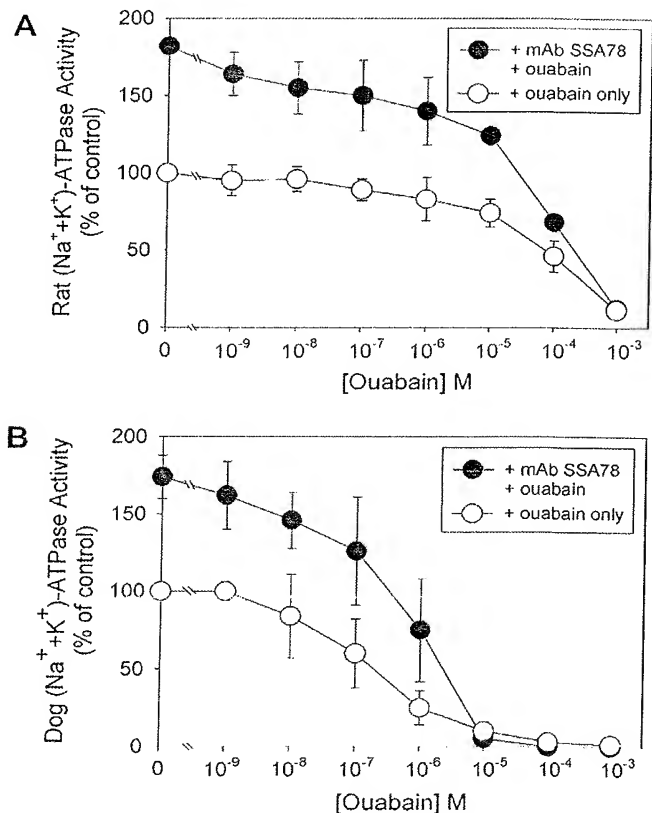 A
Rat (Na⁺+K⁺)-ATPase Activity
(% of control)
200
150
100
50
0
+ mAb SSA78
+ ouabain
+ ouabain only
0 10⁻⁹ 10⁻⁸ 10⁻⁷ 10⁻⁶ 10⁻⁵ 10⁻⁴ 10⁻³
[Ouabain] M
B
Dog (Na⁺+K⁺)-ATPase Activity
(% of control)
200
150
100
50
0
+ mAb SSA78
+ ouabain
+ ouabain only
0 10⁻⁹ 10⁻⁸ 10⁻⁷ 10⁻⁶ 10⁻⁵ 10⁻⁴ 10⁻³
[Ouabain] M